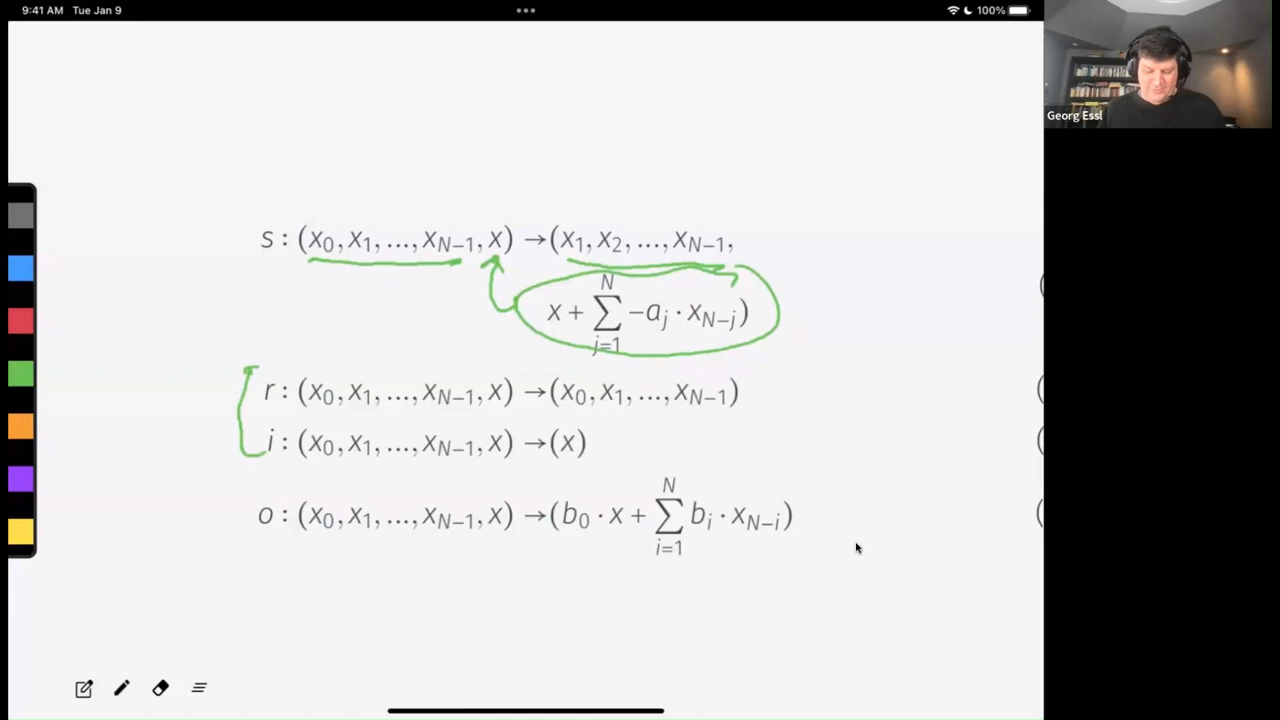 9:41 AM Tue Jan 9
100%
Georg Essl
s : (x₀, x₁, ..., x_{N−1}, x) → (x₁, x₂, ..., x_{N−1},
x + ∑_{j=1}^{N} −a_j · x_{N−j})
r : (x₀, x₁, ..., x_{N−1}, x) → (x₀, x₁, ..., x_{N−1})
i : (x₀, x₁, ..., x_{N−1}, x) → (x)
o : (x₀, x₁, ..., x_{N−1}, x) → (b₀ · x + ∑_{i=1}^{N} b_i · x_{N−i})